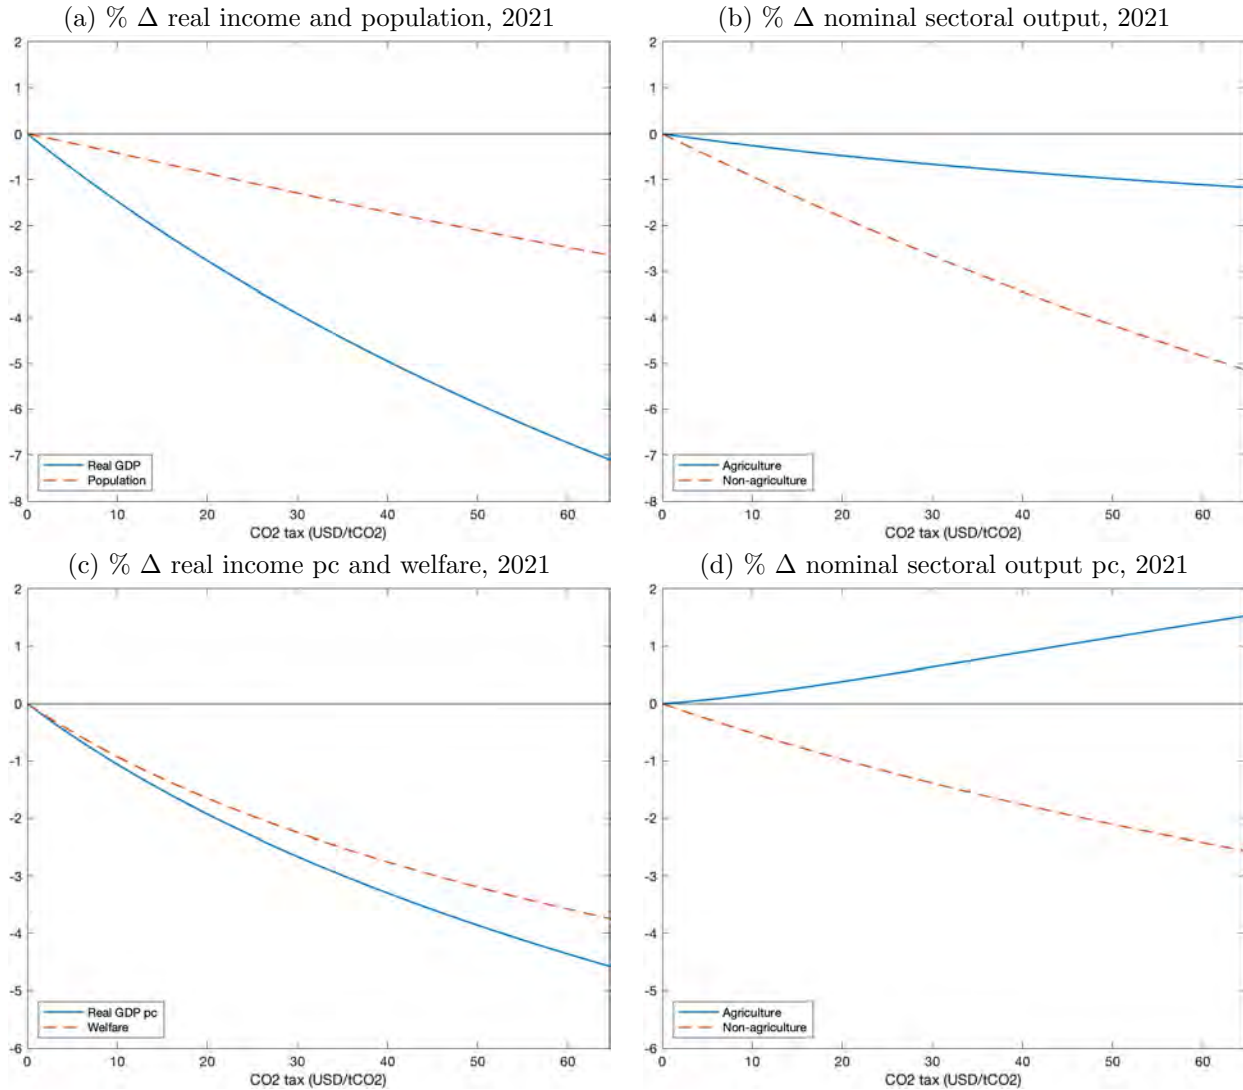 (a) % Δ real income and population, 2021
2
1
0
-1
-2
-3
-4
-5
-6
-7
-8
Real GDP
Population
0 10 20 30 40 50 60
CO2 tax (USD/tCO2)
(b) % Δ nominal sectoral output, 2021
2
1
0
-1
-2
-3
-4
-5
-6
-7
-8
Agriculture
Non-agriculture
0 10 20 30 40 50 60
CO2 tax (USD/tCO2)
(c) % Δ real income pc and welfare, 2021
2
1
0
-1
-2
-3
-4
-5
-6
Real GDP pc
Welfare
0 10 20 30 40 50 60
CO2 tax (USD/tCO2)
(d) % Δ nominal sectoral output pc, 2021
2
1
0
-1
-2
-3
-4
-5
-6
Agriculture
Non-agriculture
0 10 20 30 40 50 60
CO2 tax (USD/tCO2)